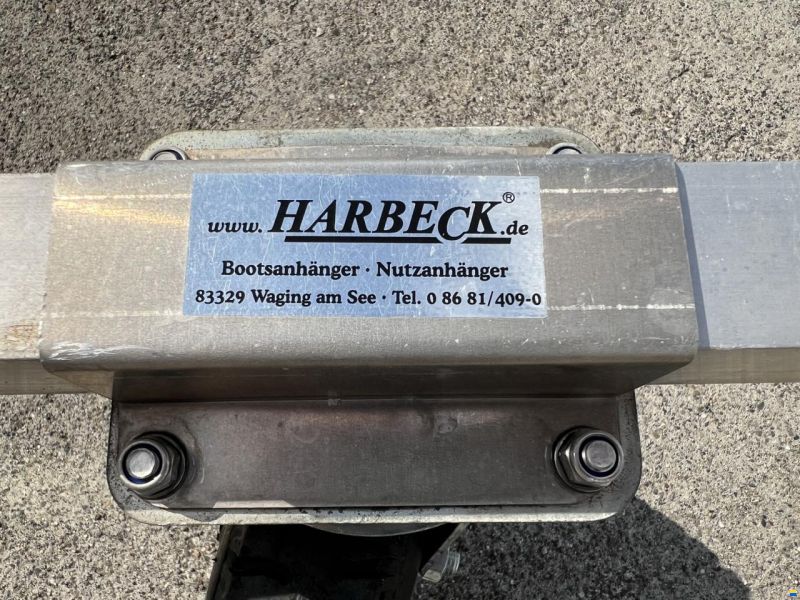 www.HARBECK®.de
Bootsanhänger · Nutzanhänger
83329 Waging am See · Tel. 0 86 81/409-0